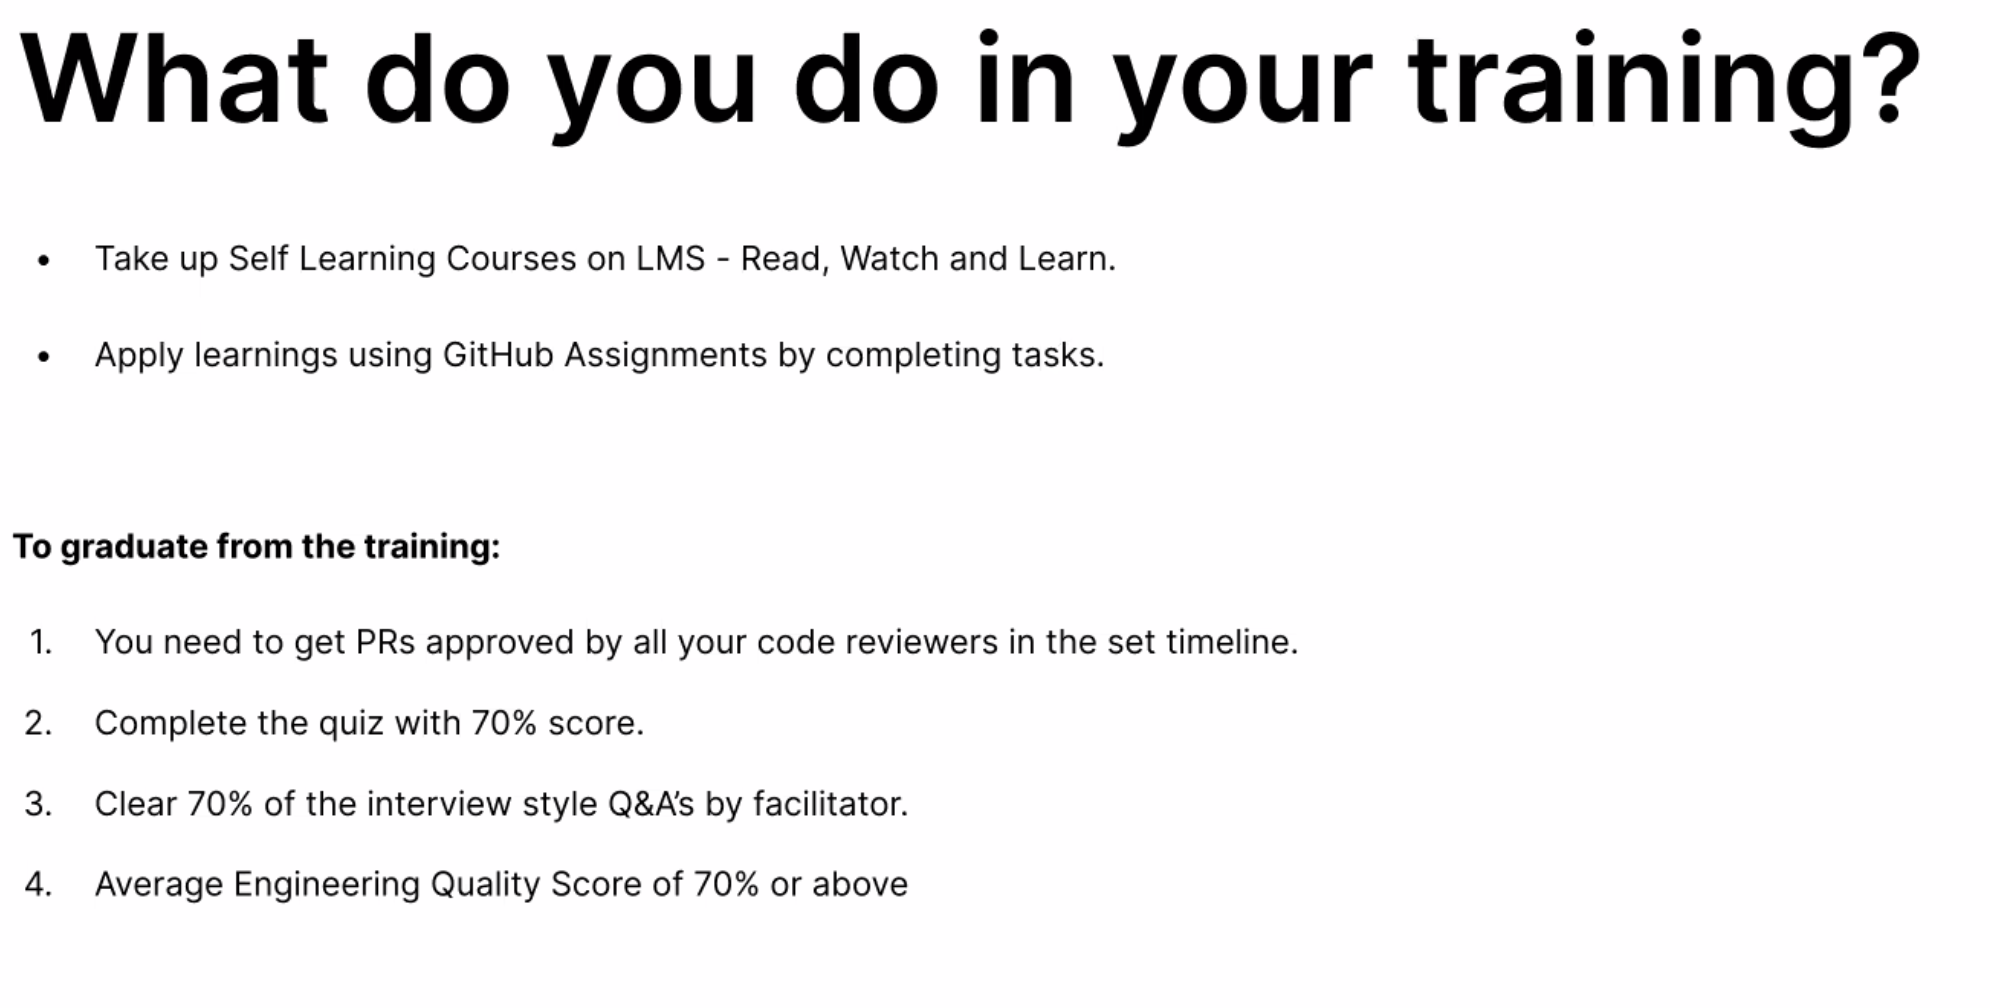 What do you do in your training?
• Take up Self Learning Courses on LMS - Read, Watch and Learn.
• Apply learnings using GitHub Assignments by completing tasks.
To graduate from the training:
1. You need to get PRs approved by all your code reviewers in the set timeline.
2. Complete the quiz with 70% score.
3. Clear 70% of the interview style Q&A’s by facilitator.
4. Average Engineering Quality Score of 70% or above